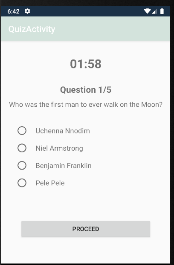 6:42
QuizActivity
01:58
Question 1/5
Who was the first man to ever walk on the Moon?
Uchenna Nnodim
Niel Armstrong
Benjamin Franklin
Pele Pele
PROCEED